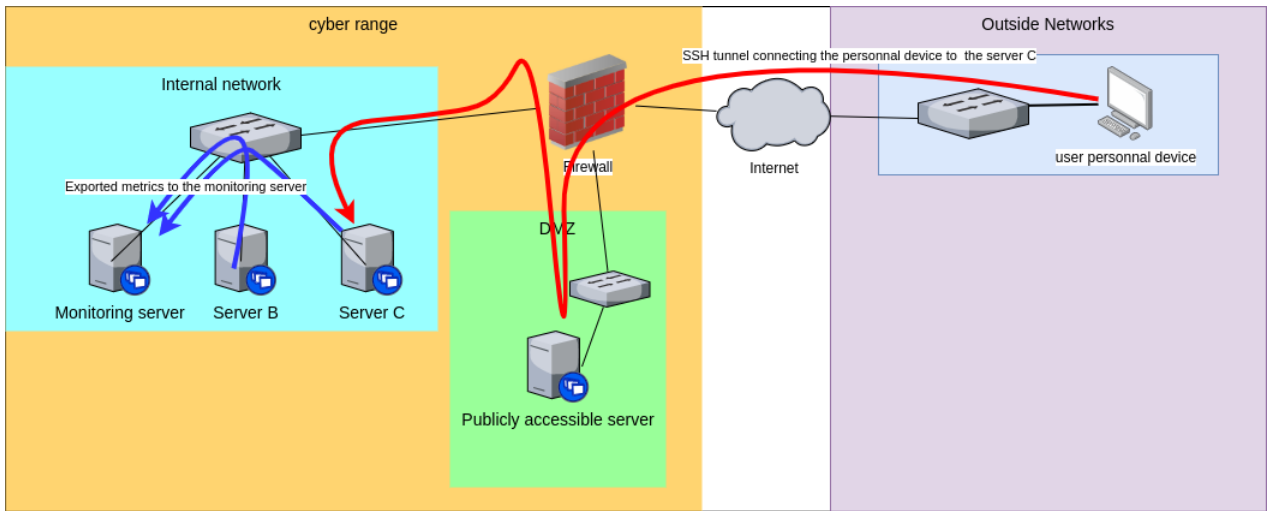 cyber range
Outside Networks
SSH tunnel connecting the personnal device to  the server C
Internal network
Firewall
Internet
user personnal device
Exported metrics to the monitoring server
DMZ
Monitoring server
Server B
Server C
Publicly accessible server